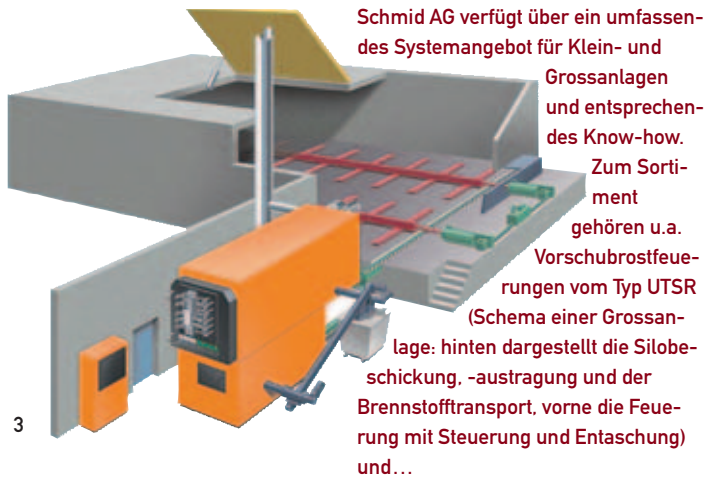 Schmid AG verfügt über ein umfassen-
des Systemangebot für Klein- und
Grossanlagen
und entsprechen-
des Know-how.
Zum Sorti-
ment
gehören u.a.
Vorschubrostfeue-
rungen vom Typ UTSR
(Schema einer Grossan-
lage: hinten dargestellt die Silobe-
schickung, -austragung und der
Brennstofftransport, vorne die Feue-
rung mit Steuerung und Entaschung)
und...
3